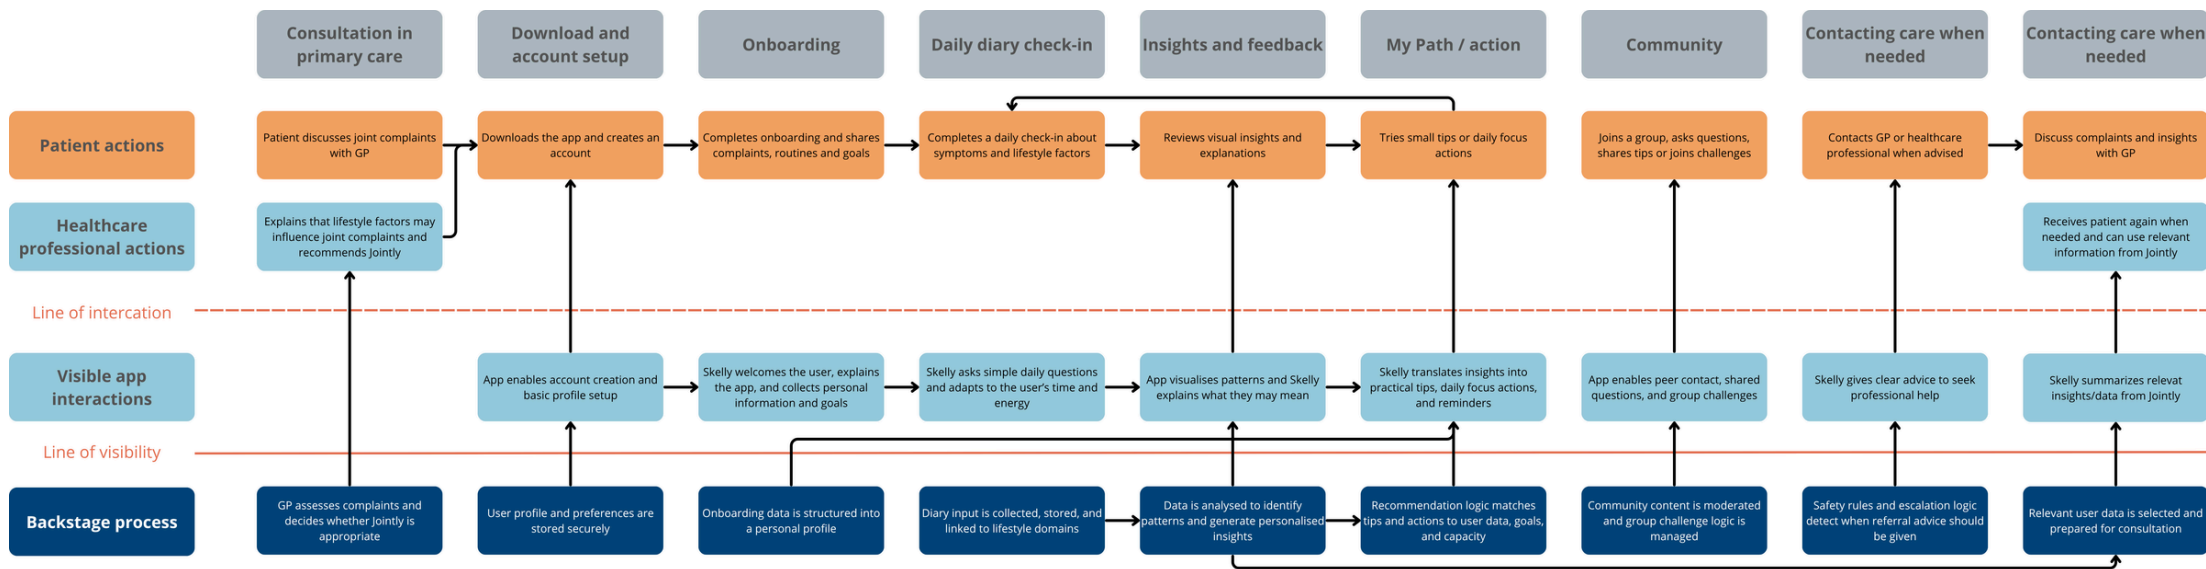 Consultation in
primary care
Download and
account setup
Onboarding
Daily diary check-in
Insights and feedback
My Path / action
Community
Contacting care when
needed
Contacting care when
needed
Patient actions
Patient discusses joint complaints
with GP
Downloads the app and creates an
account
Completes onboarding and shares
complaints, routines and goals
Completes a daily check-in about
symptoms and lifestyle factors
Reviews visual insights and
explanations
Tries small tips or daily focus
actions
Joins a group, asks questions,
shares tips or joins challenges
Contacts GP or healthcare
professional when advised
Discuss complaints and insights
with GP
Healthcare
professional actions
Explains that lifestyle factors may
influence joint complaints and
recommends Jointly
Receives patient again when
needed and can use relevant
information from Jointly
Line of intercation
Visible app
interactions
App enables account creation and
basic profile setup
Skelly welcomes the user, explains
the app, and collects personal
information and goals
Skelly asks simple daily questions
and adapts to the user's time and
energy
App visualises patterns and Skelly
explains what they may mean
Skelly translates insights into
practical tips, daily focus actions,
and reminders
App enables peer contact, shared
questions, and group challenges
Skelly gives clear advice to seek
professional help
Skelly summarizes relevat
insights/data from Jointly
Line of visibility
Backstage process
GP assesses complaints and
decides whether Jointly is
appropriate
User profile and preferences are
stored securely
Onboarding data is structured into
a personal profile
Diary input is collected, stored, and
linked to lifestyle domains
Data is analysed to identify
patterns and generate personalised
insights
Recommendation logic matches
tips and actions to user data, goals,
and capacity
Community content is moderated
and group challenge logic is
managed
Safety rules and escalation logic
detect when referral advice should
be given
Relevant user data is selected and
prepared for consultation